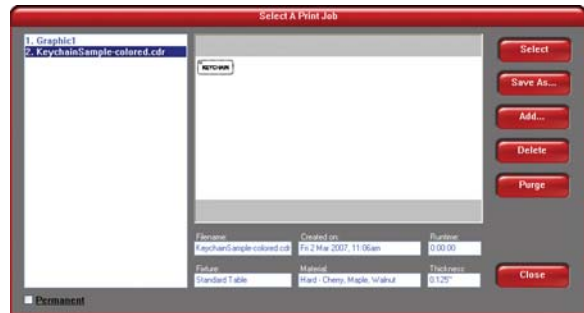 Select A Print Job
1. Graphic1
2. KeychainSample-colored.cdr
KEYCHAIN
Select
Save As...
Add...
Delete
Purge
Filename:
Created on:
Runtime:
KeychainSample-colored.cdr
Fri 2 Mar 2007, 11:06am
0:00:00
Fixture:
Material:
Thickness:
Standard Table
Hard - Cherry, Maple, Walnut
0.125"
Close
Permanent